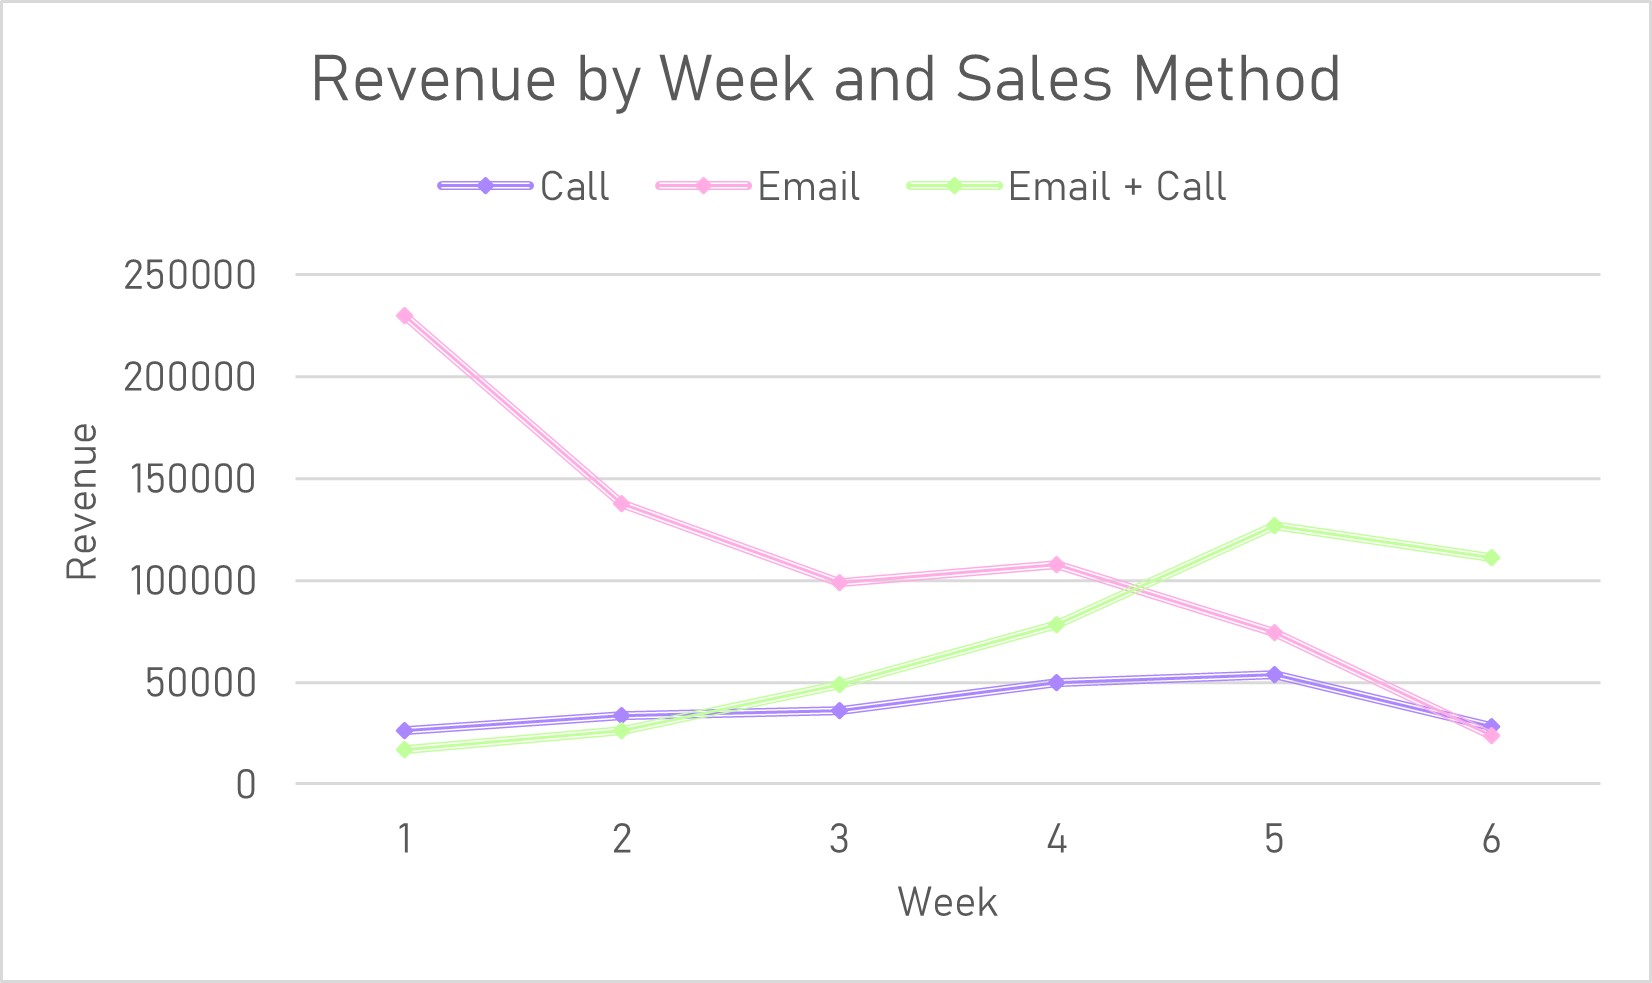 Revenue by Week and Sales Method
Call Email Email + Call
250000
200000
150000
100000
50000
0
Revenue
1 2 3 4 5 6
Week